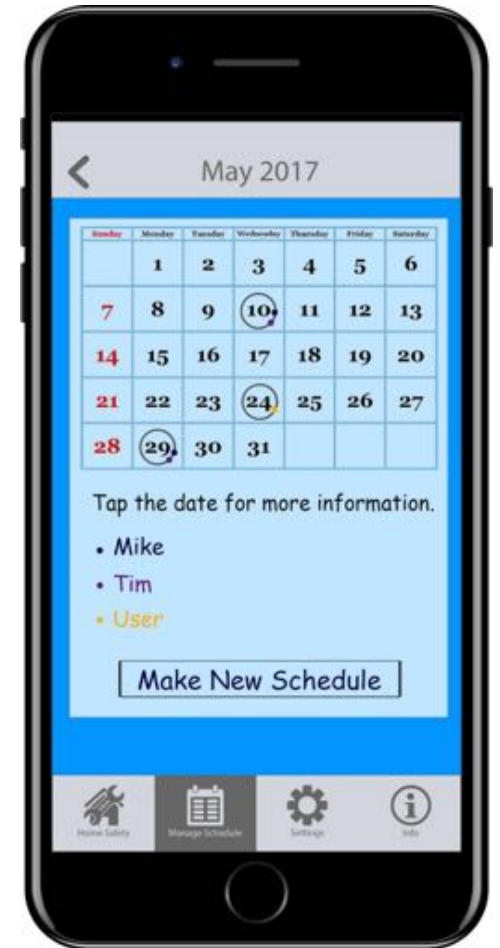 May 2017
Sunday Monday Tuesday Wednesday Thursday Friday Saturday
1 2 3 4 5 6
7 8 9 10 11 12 13
14 15 16 17 18 19 20
21 22 23 24 25 26 27
28 29 30 31
Tap the date for more information.
• Mike
• Tim
• User
Make New Schedule
Home Safety Manage Schedule Settings Info